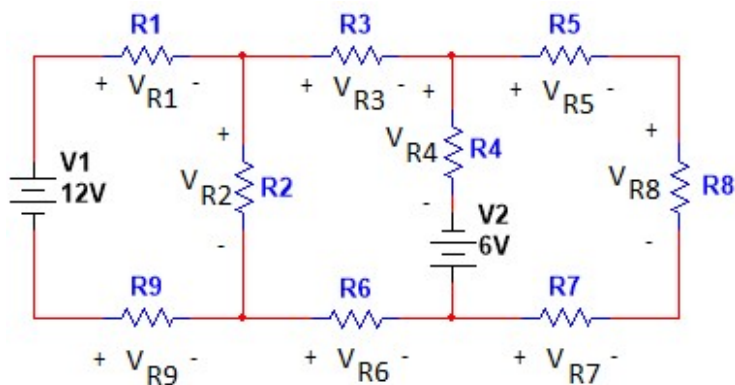 R1 R3 R5
+ VR1 - + VR3 - + + VR5 -
V1
12V
+ VR2 - R2
VR4 R4 -
+ VR8 - R8
V2
6V
R9 R6 R7
+ VR9 - + VR6 - + VR7 -